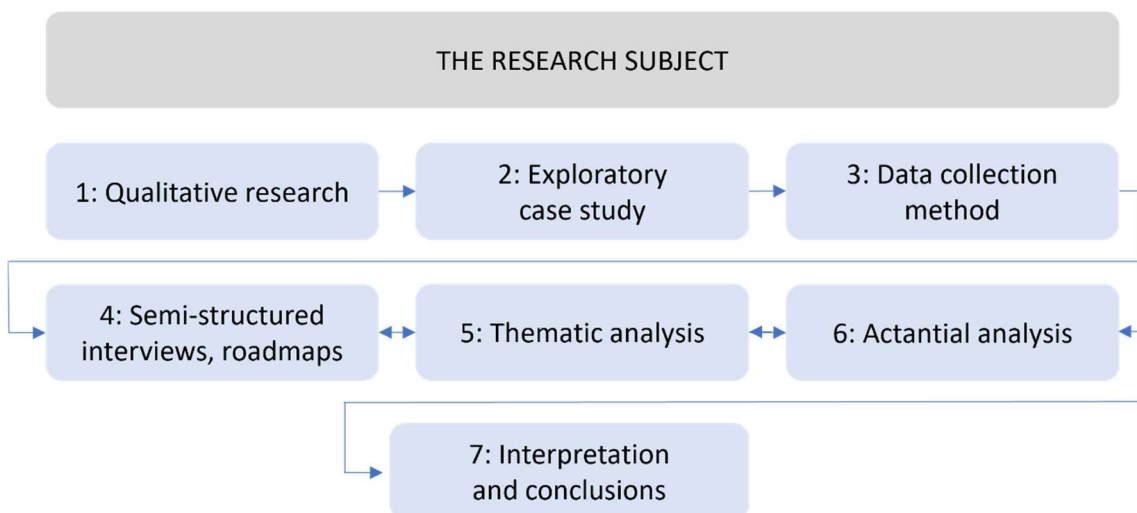 THE RESEARCH SUBJECT
1: Qualitative research
2: Exploratory
case study
3: Data collection
method
4: Semi-structured
interviews, roadmaps
5: Thematic analysis
6: Actantial analysis
7: Interpretation
and conclusions